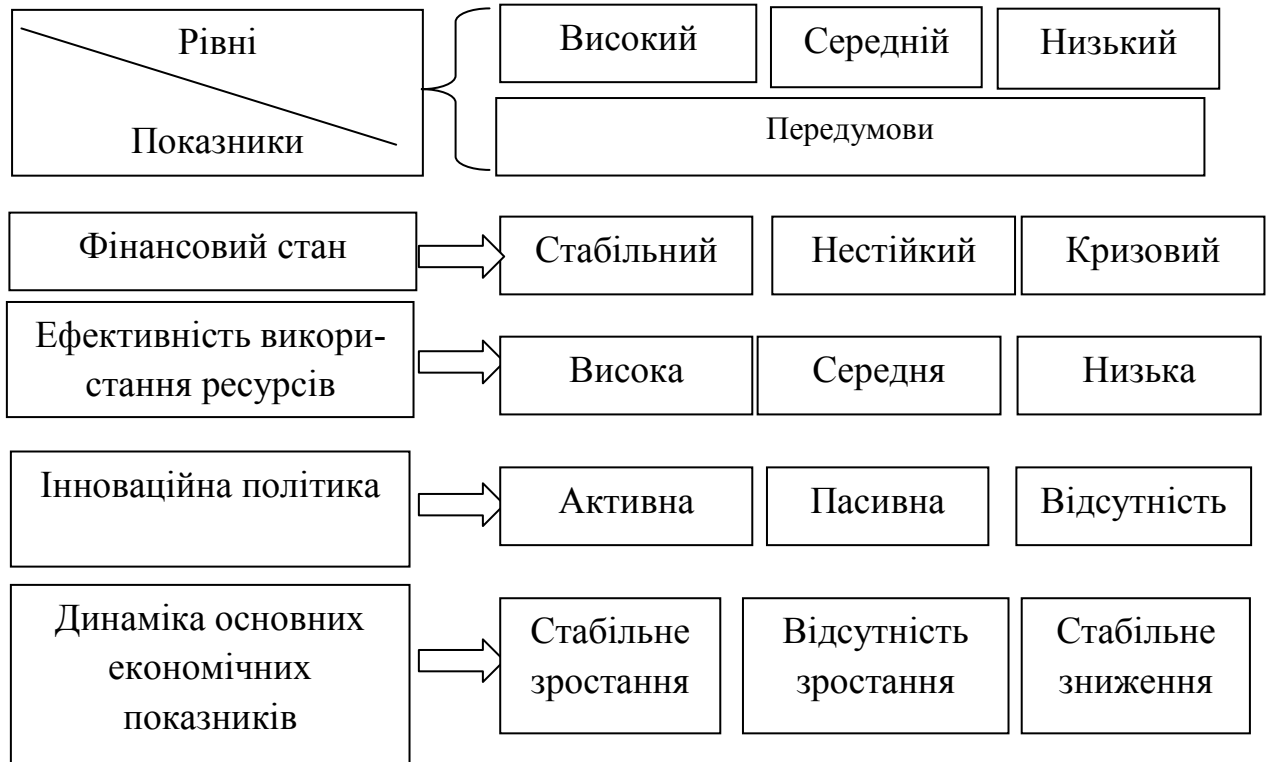 Рівні
Показники
Високий
Середній
Низький
Передумови
Фінансовий стан
Стабільний
Нестійкий
Кризовий
Ефективність викори-
стання ресурсів
Висока
Середня
Низька
Інноваційна політика
Активна
Пасивна
Відсутність
Динаміка основних
економічних
показників
Стабільне
зростання
Відсутність
зростання
Стабільне
зниження